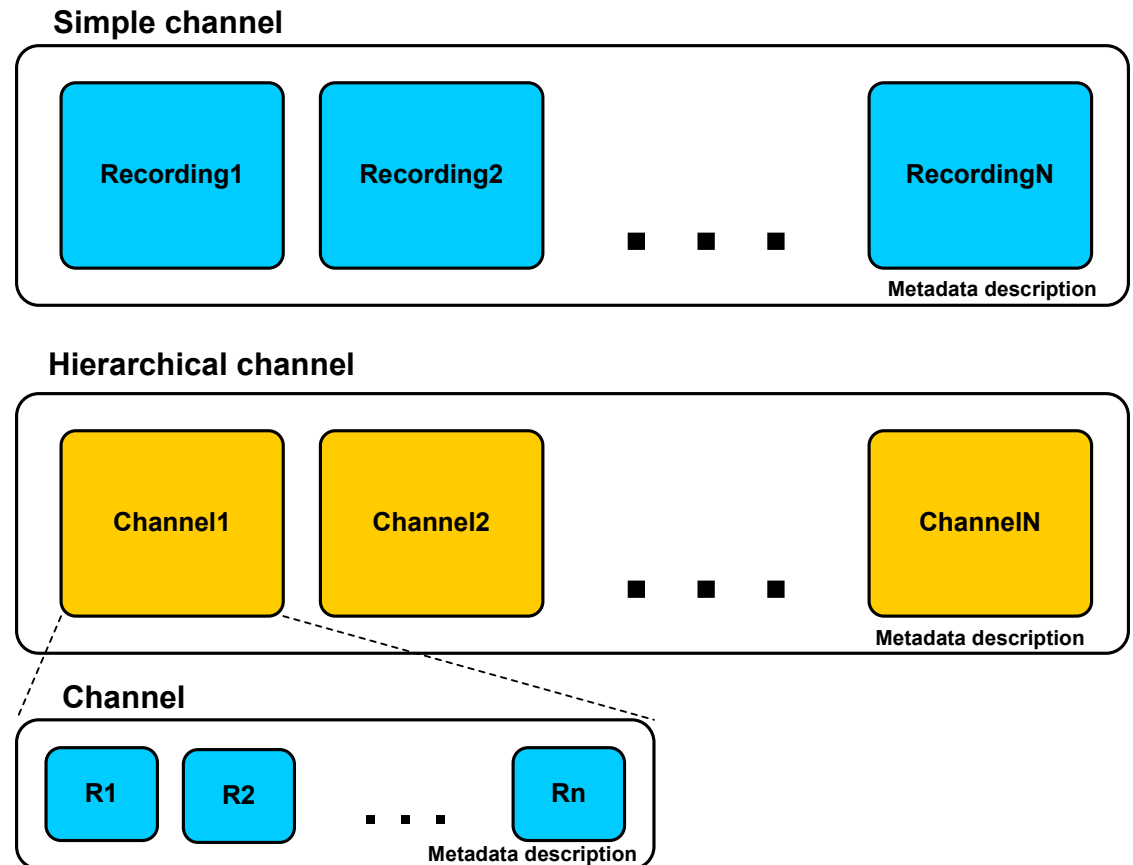 Simple channel
Recording1
Recording2
RecordingN
Metadata description
Hierarchical channel
Channel1
Channel2
ChannelN
Metadata description
Channel
R1
R2
Rn
Metadata description